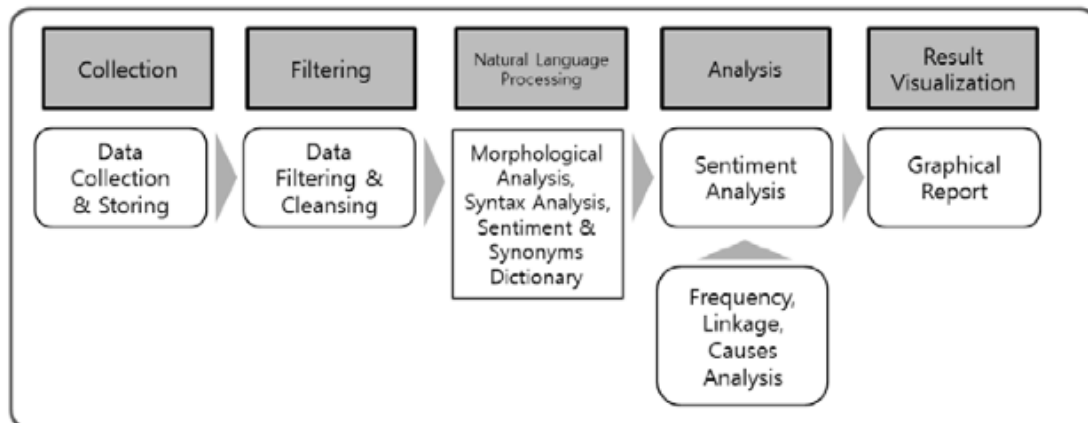 Collection
Filtering
Natural Language
Processing
Analysis
Result
Visualization
Data
Collection
& Storing
Data
Filtering &
Cleansing
Morphological
Analysis,
Syntax Analysis,
Sentiment &
Synonyms
Dictionary
Sentiment
Analysis
Graphical
Report
Frequency,
Linkage,
Causes
Analysis